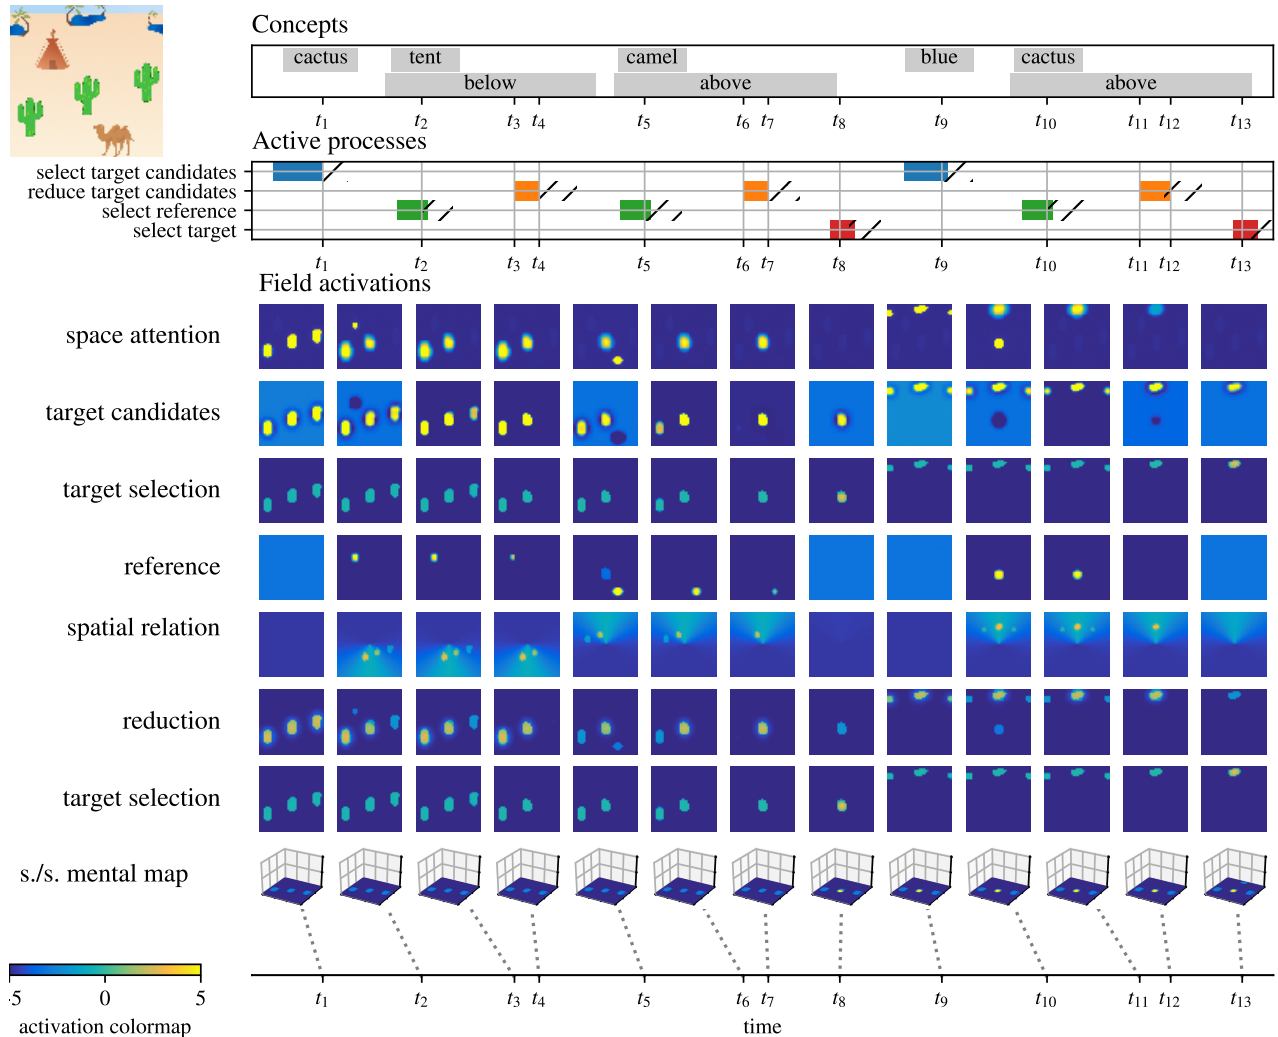 Concepts
cactus tent camel blue cactus
below above above
t1 t2 t3 t4 t5 t6 t7 t8 t9 t10 t11 t12 t13
Active processes
select target candidates
reduce target candidates
select reference
select target
t1 t2 t3 t4 t5 t6 t7 t8 t9 t10 t11 t12 t13
Field activations
space attention
target candidates
target selection
reference
spatial relation
reduction
target selection
s./s. mental map
-5 0 5
activation colormap
t1 t2 t3 t4 t5 t6 t7 t8 t9 t10 t11 t12 t13
time